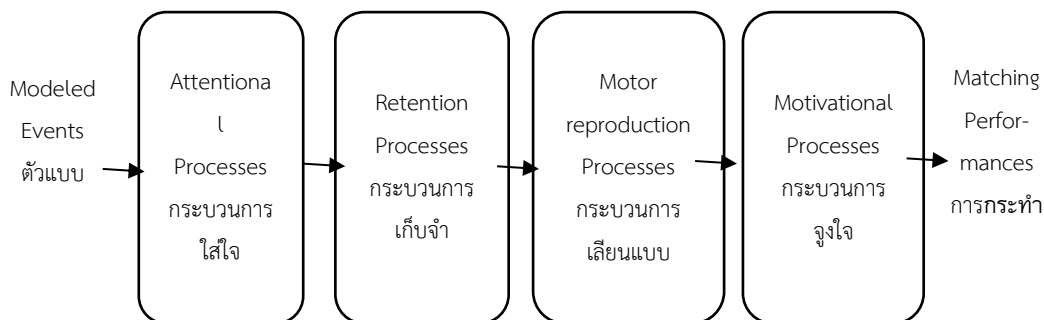 Modeled
Events
ตัวแบบ
Attentiona
l
Processes
กระบวนการ
ใส่ใจ
Retention
Processes
กระบวนการ
เก็บจำ
Motor
reproduction
Processes
กระบวนการ
เลียนแบบ
Motivational
Processes
กระบวนการ
จูงใจ
Matching
Perfor-
mances
การกระทำ